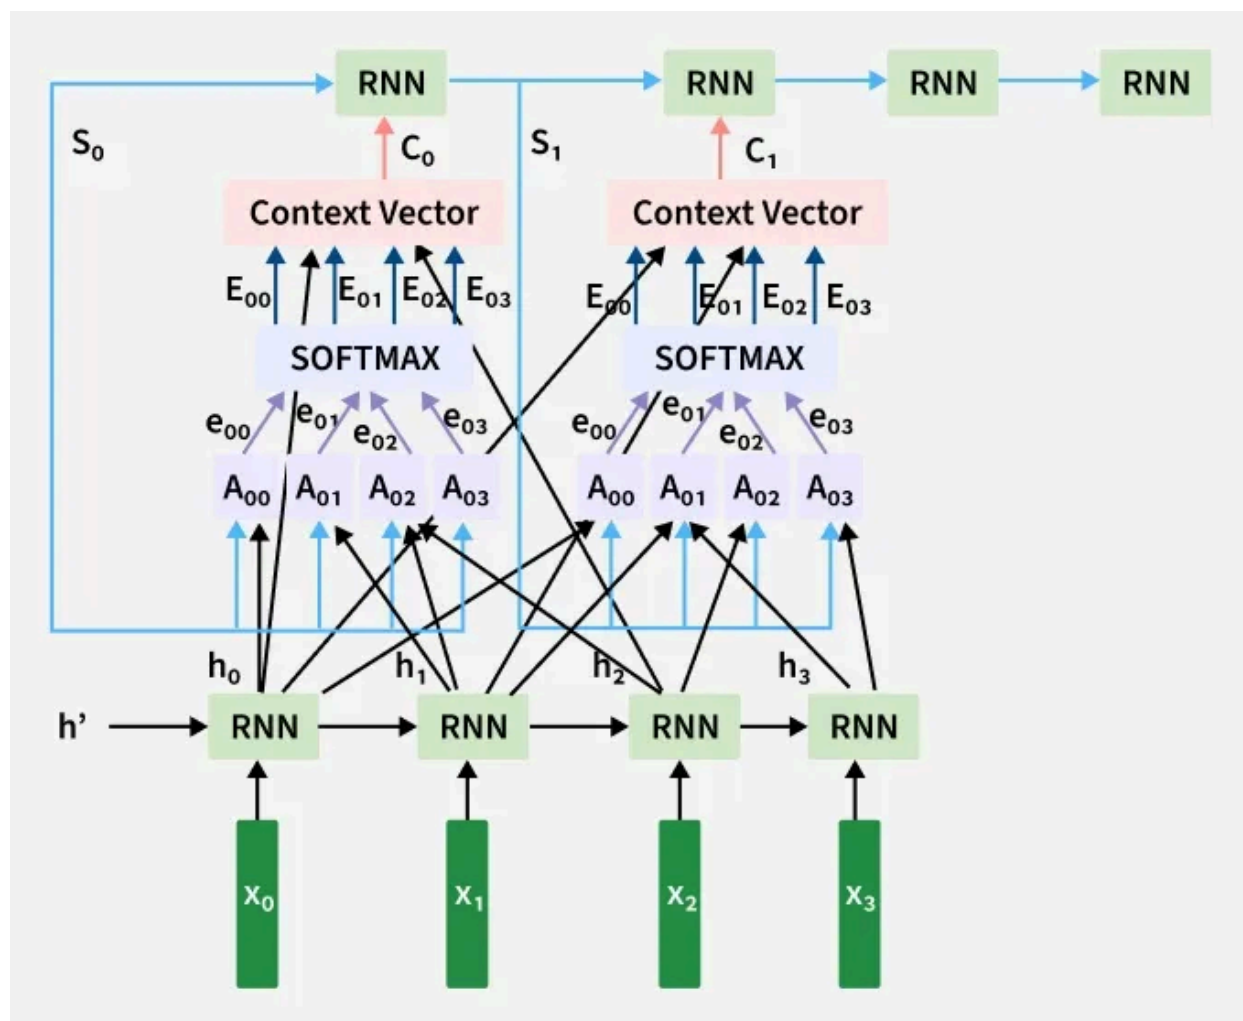 RNN RNN RNN RNN
S₀ C₀ S₁ C₁
Context Vector Context Vector
E₀₀ E₀₁ E₀₂ E₀₃ E₀₀ E₀₁ E₀₂ E₀₃
SOFTMAX SOFTMAX
e₀₀ e₀₁ e₀₂ e₀₃ e₀₀ e₀₁ e₀₂ e₀₃
A₀₀ A₀₁ A₀₂ A₀₃ A₀₀ A₀₁ A₀₂ A₀₃
h₀ h₁ h₂ h₃
h’ RNN RNN RNN RNN
X₀ X₁ X₂ X₃